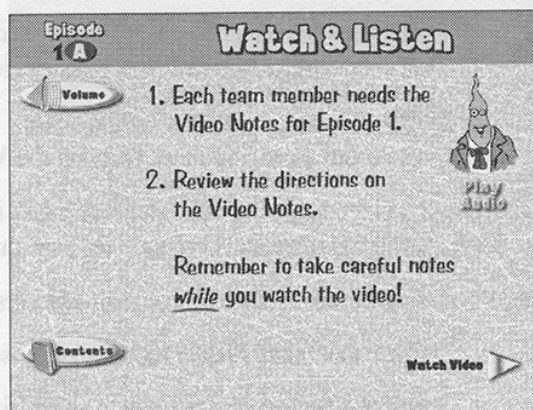 Episode
1 A
Watch & Listen
Volume
1. Each team member needs the
Video Notes for Episode 1.
2. Review the directions on
the Video Notes.
Play
Audio
Remember to take careful notes
while you watch the video!
Contents
Watch Video